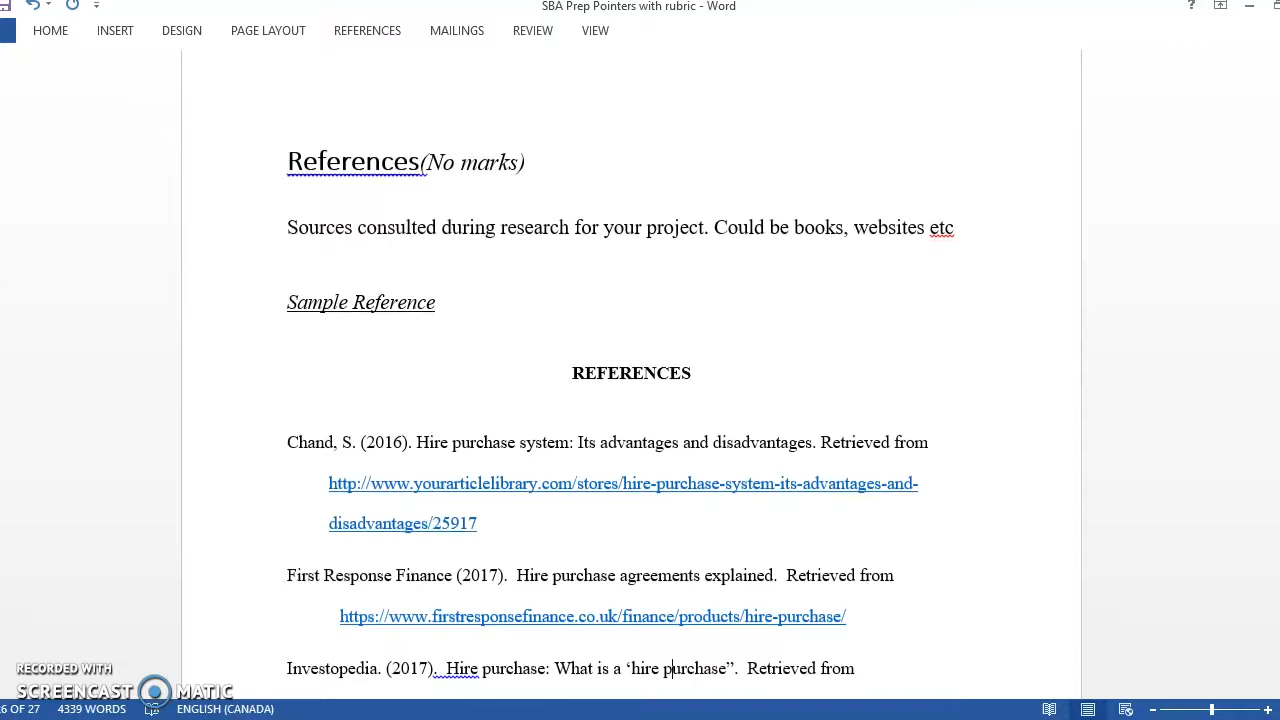 SBA Prep Pointers with rubric - Word
?
HOME INSERT DESIGN PAGE LAYOUT REFERENCES MAILINGS REVIEW VIEW
References(No marks)
Sources consulted during research for your project. Could be books, websites etc
Sample Reference
REFERENCES
Chand, S. (2016). Hire purchase system: Its advantages and disadvantages. Retrieved from
http://www.yourarticlelibrary.com/stores/hire-purchase-system-its-advantages-and-
disadvantages/25917
First Response Finance (2017).  Hire purchase agreements explained.  Retrieved from
https://www.firstresponsefinance.co.uk/finance/products/hire-purchase/
Investopedia. (2017).  Hire purchase: What is a ‘hire purchase”.  Retrieved from
RECORDED WITH
SCREENCAST MATIC
26 OF 27 4339 WORDS ENGLISH (CANADA)